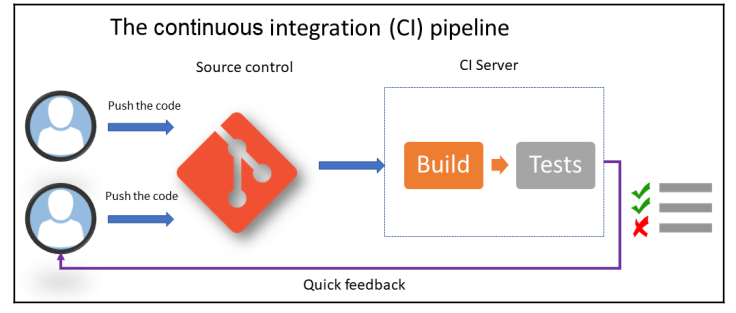 The continuous integration (CI) pipeline
Source control
CI Server
Push the code
Build
Tests
Push the code
Quick feedback